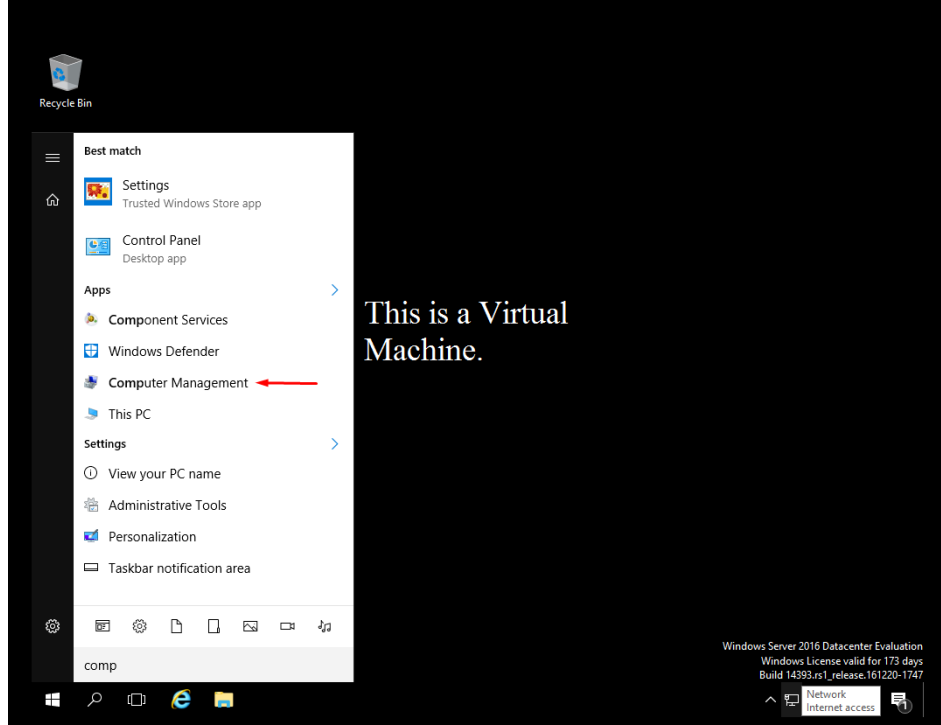 Recycle Bin
Best match
Settings
Trusted Windows Store app
Control Panel
Desktop app
Apps
Component Services
Windows Defender
Computer Management
This PC
Settings
View your PC name
Administrative Tools
Personalization
Taskbar notification area
comp
This is a Virtual
Machine.
Windows Server 2016 Datacenter Evaluation
Windows License valid for 173 days
Build 14393.rs1_release.161220-1747
Network
Internet access
1